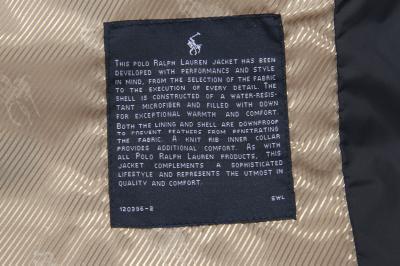 THIS POLO RALPH LAUREN JACKET HAS BEEN
DEVELOPED WITH PERFORMANCE AND STYLE
IN MIND, FROM THE SELECTION OF THE FABRIC
TO THE EXECUTION OF EVERY DETAIL. THE
SHELL IS CONSTRUCTED OF A WATER-RESIS-
TANT MICROFIBER AND FILLED WITH DOWN
FOR EXCEPTIONAL WARMTH AND COMFORT.
BOTH THE LINING AND SHELL ARE DOWNPROOF
TO PREVENT FEATHERS FROM PENETRATING
THE FABRIC. A KNIT RIB INNER COLLAR
PROVIDES ADDITIONAL COMFORT. AS WITH
ALL POLO RALPH LAUREN PRODUCTS, THIS
JACKET COMPLEMENTS A SOPHISTICATED
LIFESTYLE AND REPRESENTS THE UTMOST IN
QUALITY AND COMFORT.
120396-2 SWL